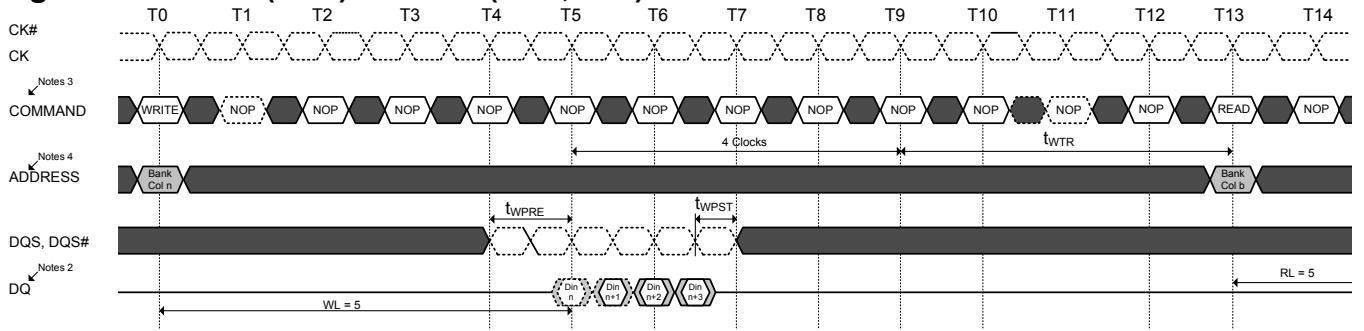 T0 T1 T2 T3 T4 T5 T6 T7 T8 T9 T10 T11 T12 T13 T14
CK#
CK
Notes 3
COMMAND WRITE NOP NOP NOP NOP NOP NOP NOP NOP NOP NOP NOP NOP READ NOP
4 Clocks tWTR
Notes 4
ADDRESS
Bank Bank
Col n Col b
tWPRE tWPST
DQS, DQS#
Notes 2
DQ
Din Din Din Din
n n+1 n+2 n+3
RL = 5
WL = 5